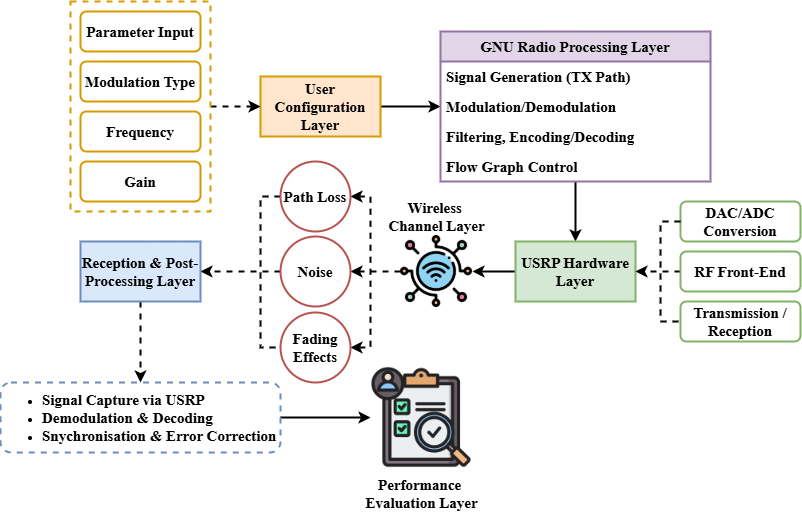 Parameter Input
Modulation Type
Frequency
Gain
User
Configuration
Layer
GNU Radio Processing Layer
Signal Generation (TX Path)
Modulation/Demodulation
Filtering, Encoding/Decoding
Flow Graph Control
DAC/ADC
Conversion
RF Front-End
Transmission /
Reception
USRP Hardware
Layer
Wireless
Channel Layer
Path Loss
Noise
Fading
Effects
Reception & Post-
Processing Layer
• Signal Capture via USRP
• Demodulation & Decoding
• Snychronisation & Error Correction
Performance
Evaluation Layer